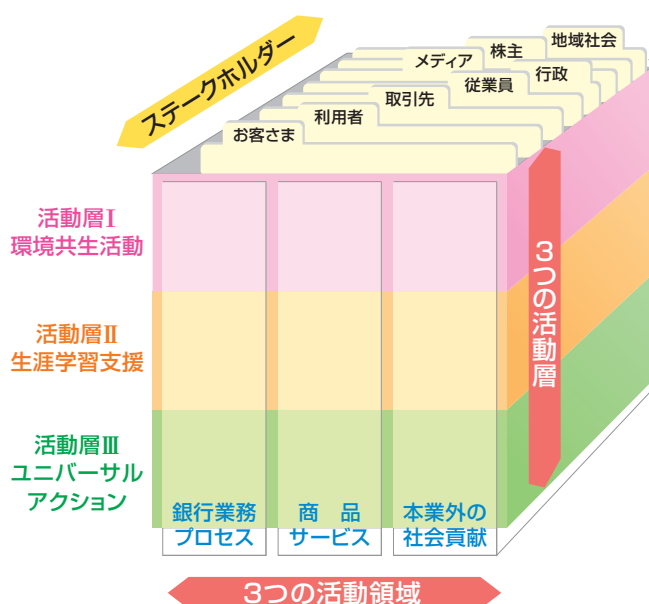 ステークホルダー
地域社会
株主
メディア
行政
従業員
取引先
利用者
お客さま
活動層Ⅰ
環境共生活動
活動層Ⅱ
生涯学習支援
活動層Ⅲ
ユニバーサル
アクション
3つの活動層
銀行業務
プロセス
商　品
サービス
本業外の
社会貢献
3つの活動領域